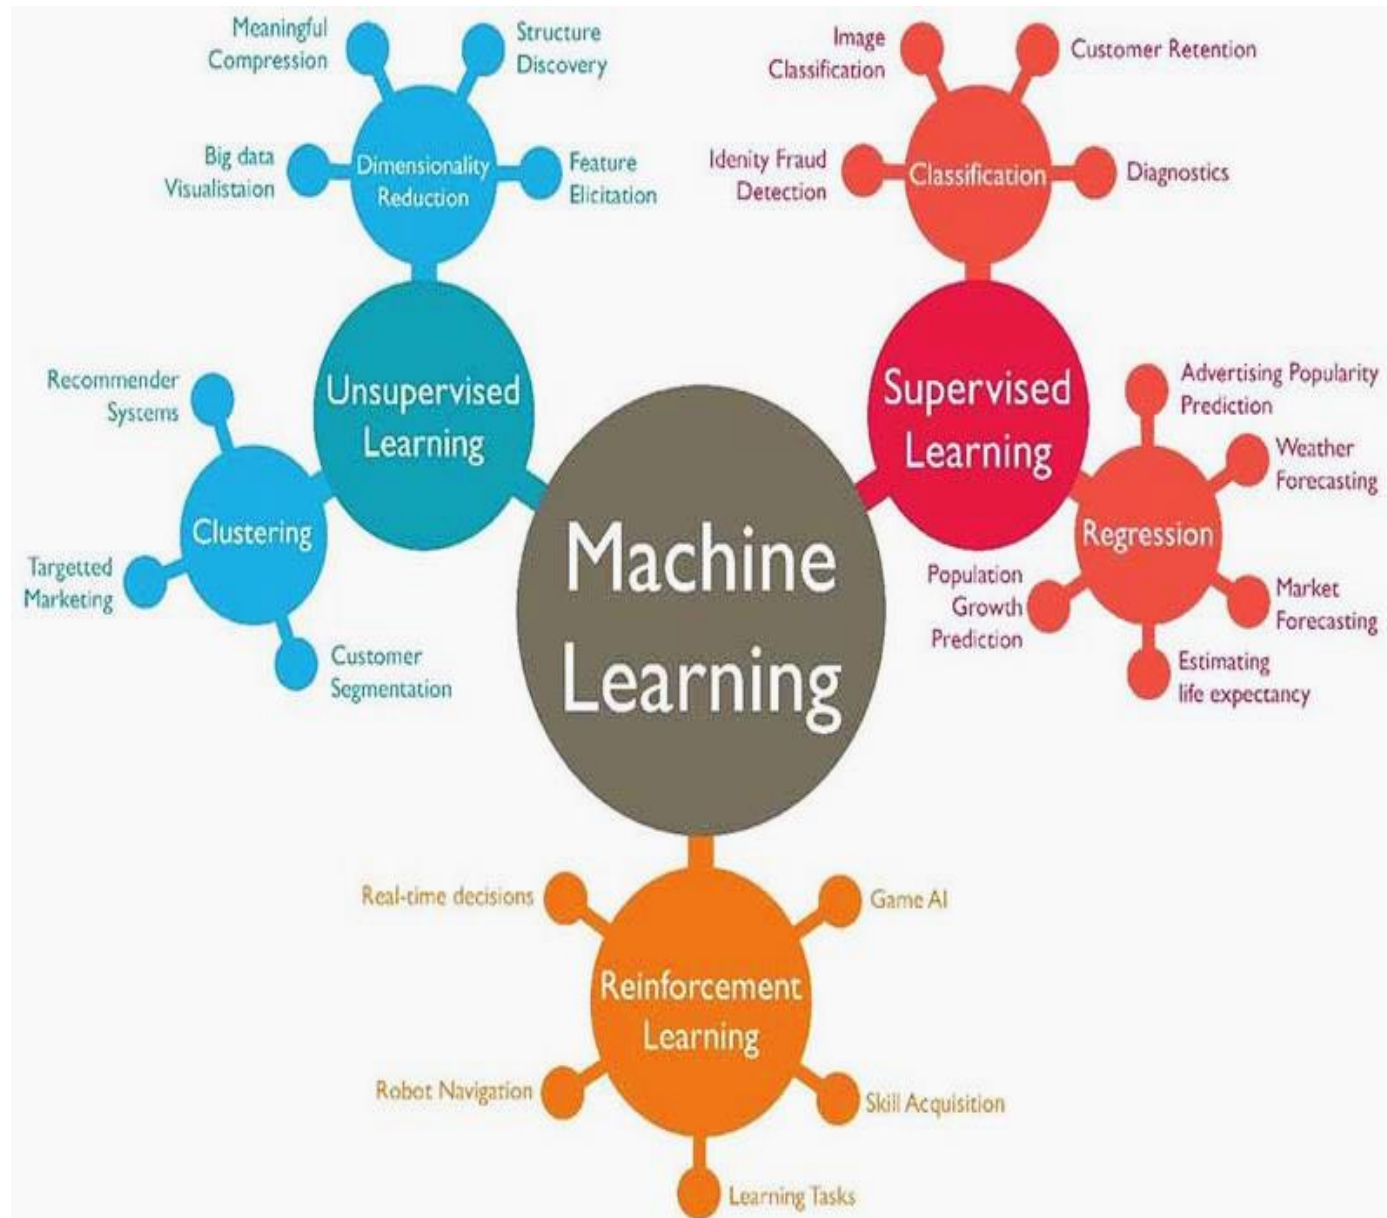 Meaningful
Compression
Structure
Discovery
Big data
Visualistaion
Dimensionality
Reduction
Feature
Elicitation
Image
Classification
Customer Retention
Idenity Fraud
Detection
Classification
Diagnostics
Unsupervised
Learning
Recommender
Systems
Clustering
Targetted
Marketing
Customer
Segmentation
Supervised
Learning
Advertising Popularity
Prediction
Weather
Forecasting
Regression
Population
Growth
Prediction
Market
Forecasting
Estimating
life expectancy
Machine
Learning
Real-time decisions
Game AI
Reinforcement
Learning
Robot Navigation
Skill Acquisition
Learning Tasks